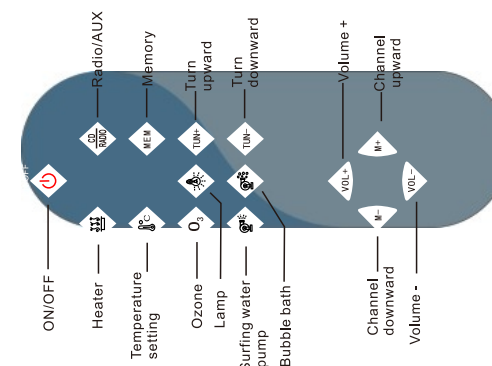 Radio/AUX
Memory
Turn
upward
Turn
downward
Volume +
Channel
upward
CD
RADIO
MEM
TUN+
TUN-
M+
VOL+
VOL-
M-
°C
O3
ON/OFF
Heater
Temperature
setting
Ozone
Lamp
Surfing water
pump
Bubble bath
Channel
downward
Volume -